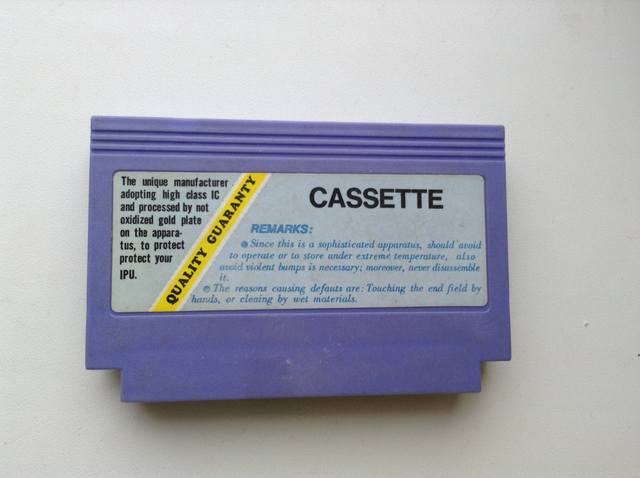 The unique manufacturer
adopting high class IC
and processed by not
oxidized gold plate
on the appara-
tus, to protect
protect your
IPU.
QUALITY GUARANTY
CASSETTE
REMARKS:
Since this is a sophisticated apparatus, should avoid
to operate or to store under extreme temperature, also
avoid violent bumps is necessary; moreover, never disassemble
it.
The reasons causing defauts are: Touching the end field by
hands, or cleaing by wet materials.